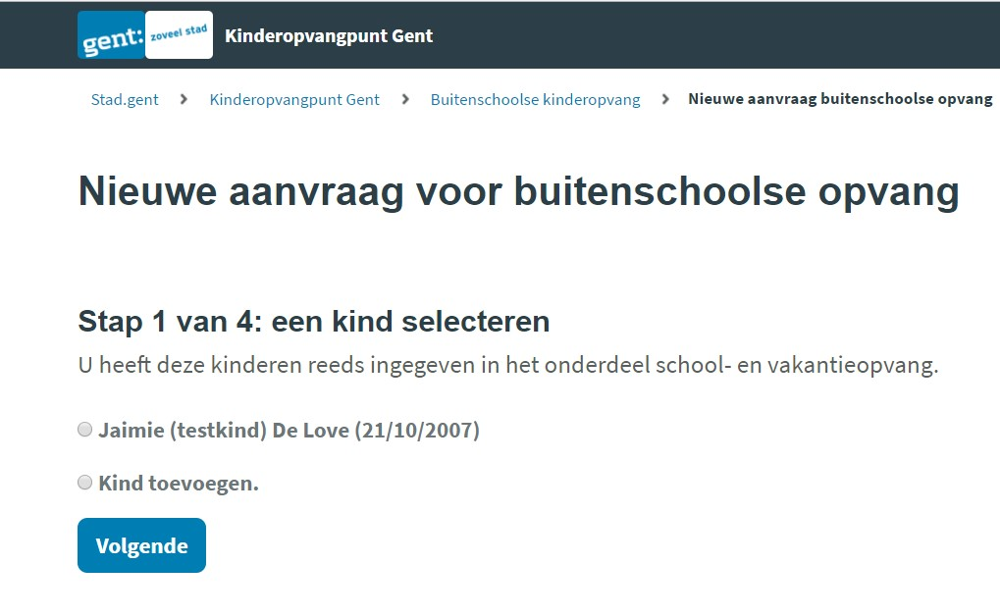 gent: zoveel stad Kinderopvangpunt Gent
Stad.gent > Kinderopvangpunt Gent > Buitenschoolse kinderopvang > Nieuwe aanvraag buitenschoolse opvang
Nieuwe aanvraag voor buitenschoolse opvang
Stap 1 van 4: een kind selecteren
U heeft deze kinderen reeds ingegeven in het onderdeel school- en vakantieopvang.
Jaimie (testkind) De Love (21/10/2007)
Kind toevoegen.
Volgende